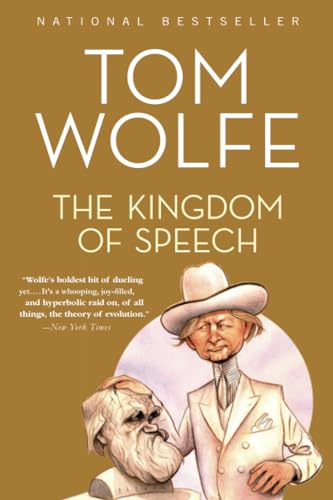 NATIONAL BESTSELLER
TOM
WOLFE
THE KINGDOM
OF SPEECH
"Wolfe's boldest bit of dueling
yet....It's a whooping, joy-filled,
and hyperbolic raid on, of all
things, the theory of evolution."
—New York Times